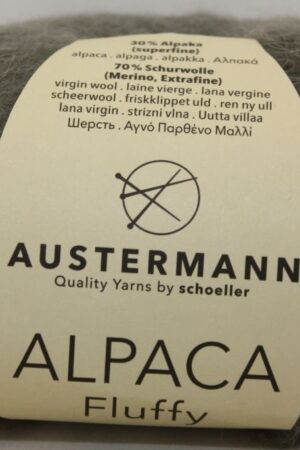 30 % Alpaka
(superfine)
alpaca . alpaga . alpakka . Αλπακά
70 % Schurwolle
(Merino, Extrafine)
virgin wool . laine vierge . lana vergine
scheerwool . friskklippet uld . ren ny ull
lana virgin . strizni vlna . Uutta villaa
Шерсть . Αγνό Παρθένο Μαλλί
AUSTERMANN
Quality Yarns by schoeller
ALPACA
Fluffy